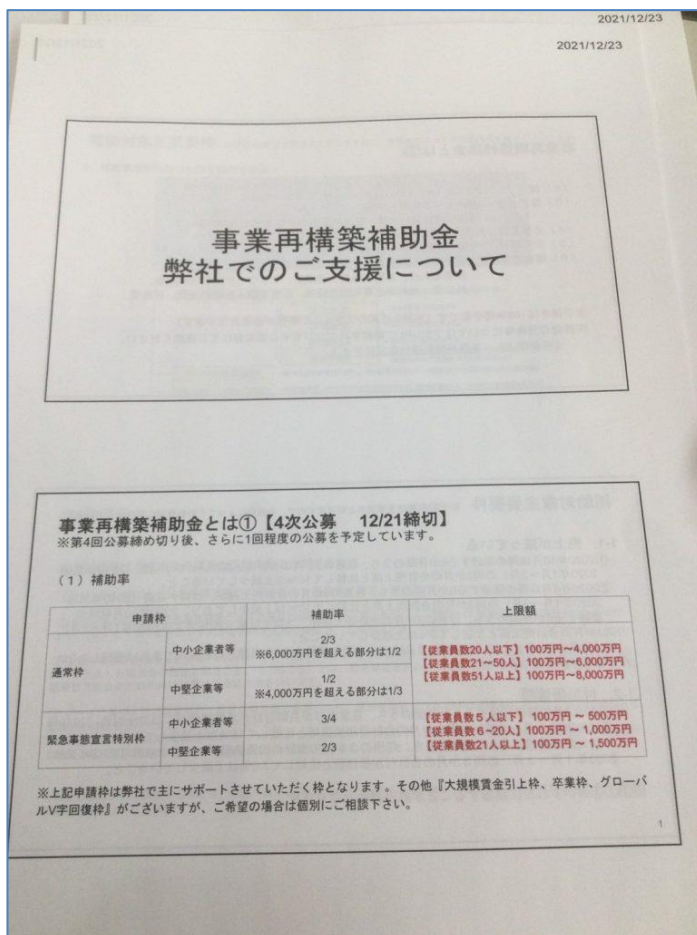 2021/12/23
2021/12/23
事業再構築補助金
弊社でのご支援について
事業再構築補助金とは①【4次公募 12/21締切】
※第4回公募締め切り後、さらに1回程度の公募を予定しています。
(1)補助率
申請枠 補助率 上限額
通常枠
中小企業者等
2/3
※6,000万円を超える部分は1/2
中堅企業等
1/2
※4,000万円を超える部分は1/3
【従業員数20人以下】100万円~4,000万円
【従業員数21~50人】100万円~6,000万円
【従業員数51人以上】100万円~8,000万円
緊急事態宣言特別枠
中小企業者等
3/4
中堅企業等
2/3
【従業員数5人以下】100万円 ~ 500万円
【従業員数6-20人】100万円 ~ 1,000万円
【従業員数21人以上】100万円 ~ 1,500万円
※上記申請枠は弊社で主にサポートさせていただく枠となります。その他『大規模賃金引上枠、卒業枠、グローバ
ルV字回復枠』がございますが、ご希望の場合は個別にご相談下さい。
1